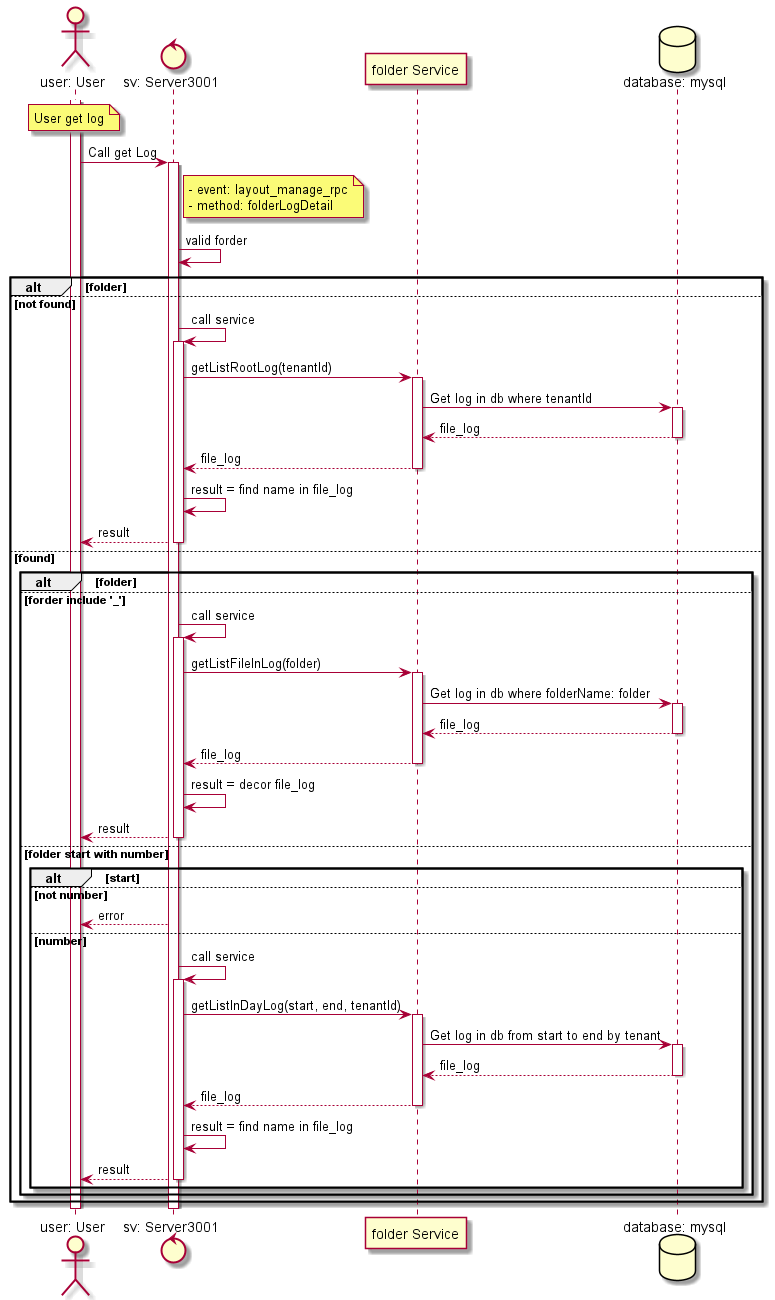 user: User
sv: Server3001
folder Service
database: mysql
User get log
Call get Log
- event: layout_manage_rpc
- method: folderLogDetail
valid forder
alt [folder]
[not found]
call service
getListRootLog(tenantId)
Get log in db where tenantId
file_log
file_log
result = find name in file_log
result
[found]
alt [folder]
[forder include '_']
call service
getListFileInLog(folder)
Get log in db where folderName: folder
file_log
file_log
result = decor file_log
result
[folder start with number]
alt [start]
[not number]
error
[number]
call service
getListInDayLog(start, end, tenantId)
Get log in db from start to end by tenant
file_log
file_log
result = find name in file_log
result
user: User
sv: Server3001
folder Service
database: mysql